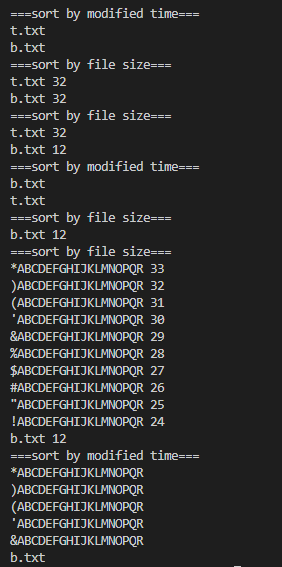 ===sort by modified time===
t.txt
b.txt
===sort by file size===
t.txt 32
b.txt 32
===sort by file size===
t.txt 32
b.txt 12
===sort by modified time===
b.txt
t.txt
===sort by file size===
b.txt 12
===sort by file size===
*ABCDEFGHIJKLMNOPQR 33
)ABCDEFGHIJKLMNOPQR 32
(ABCDEFGHIJKLMNOPQR 31
'ABCDEFGHIJKLMNOPQR 30
&ABCDEFGHIJKLMNOPQR 29
%ABCDEFGHIJKLMNOPQR 28
$ABCDEFGHIJKLMNOPQR 27
#ABCDEFGHIJKLMNOPQR 26
"ABCDEFGHIJKLMNOPQR 25
!ABCDEFGHIJKLMNOPQR 24
b.txt 12
===sort by modified time===
*ABCDEFGHIJKLMNOPQR
)ABCDEFGHIJKLMNOPQR
(ABCDEFGHIJKLMNOPQR
'ABCDEFGHIJKLMNOPQR
&ABCDEFGHIJKLMNOPQR
b.txt